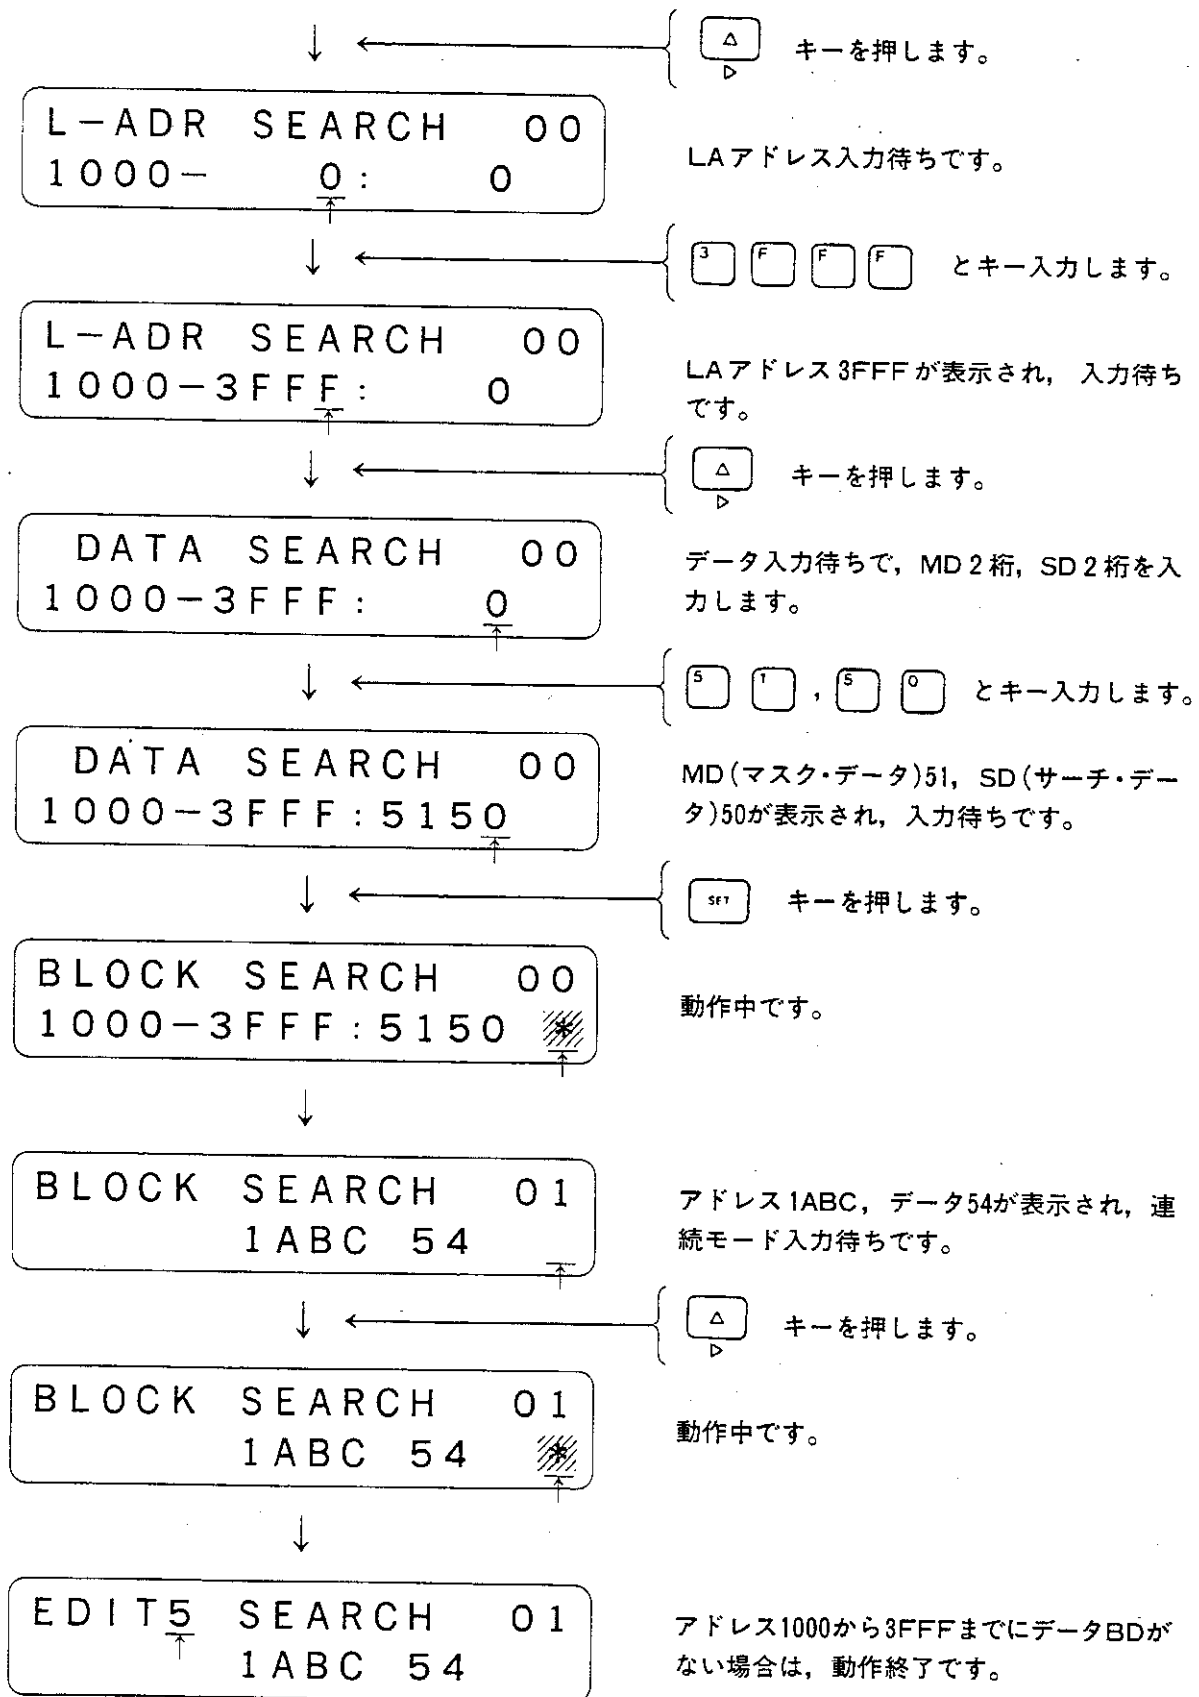 △ ▷ キーを押します。
L-ADR SEARCH 00
1000- 0: 0
LAアドレス入力待ちです。
3 F F F とキー入力します。
L-ADR SEARCH 00
1000-3FFF: 0
LAアドレス3FFFが表示され, 入力待ち
です。
△ ▷ キーを押します。
DATA SEARCH 00
1000-3FFF: 0
データ入力待ちで, MD2桁, SD2桁を入
力します。
5 1 , 5 0 とキー入力します。
DATA SEARCH 00
1000-3FFF:5150
MD(マスク・データ)51, SD(サーチ・デー
タ)50が表示され, 入力待ちです。
SET キーを押します。
BLOCK SEARCH 00
1000-3FFF:5150 *
動作中です。
BLOCK SEARCH 01
1ABC 54
アドレス1ABC, データ54が表示され, 連
続モード入力待ちです。
△ ▷ キーを押します。
BLOCK SEARCH 01
1ABC 54 *
動作中です。
EDIT5 SEARCH 01
1ABC 54
アドレス1000から3FFFまでにデータBDが
ない場合は, 動作終了です。